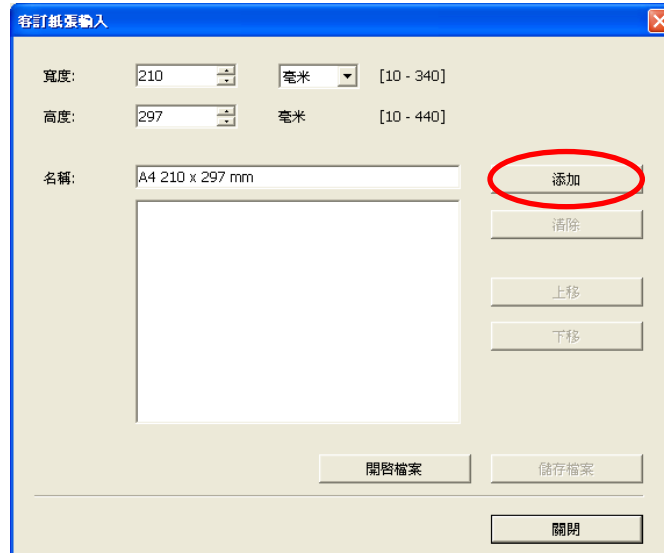 客訂紙張輸入
寬度: 210 毫米 [10 - 340]
高度: 297 毫米 [10 - 440]
名稱: A4 210 x 297 mm 添加
清除
上移
下移
開啓檔案 儲存檔案
關閉